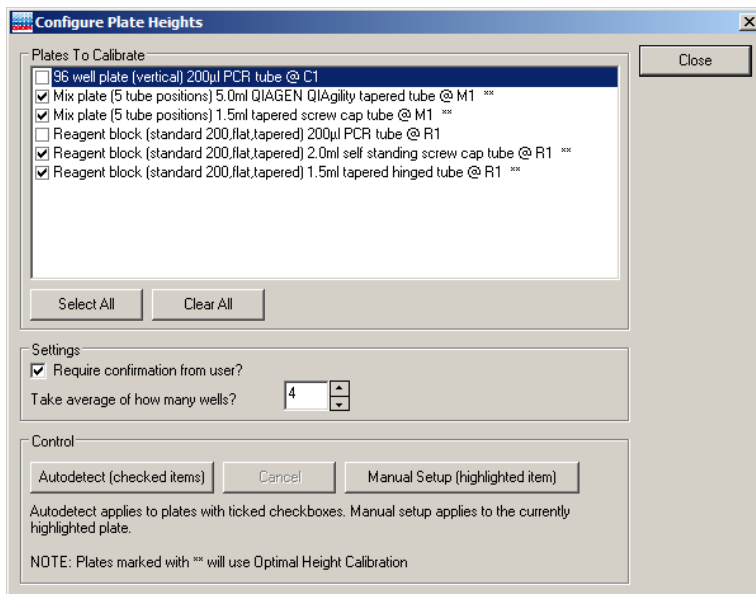 Configure Plate Heights
Plates To Calibrate
Close
96 well plate (vertical) 200µl PCR tube @ C1
Mix plate (5 tube positions) 5.0ml QIAGEN QIAgility tapered tube @ M1 **
Mix plate (5 tube positions) 1.5ml tapered screw cap tube @ M1 **
Reagent block (standard 200,flat,tapered) 200µl PCR tube @ R1
Reagent block (standard 200,flat,tapered) 2.0ml self standing screw cap tube @ R1 **
Reagent block (standard 200,flat,tapered) 1.5ml tapered hinged tube @ R1 **
Select All Clear All
Settings
Require confirmation from user?
Take average of how many wells? 4
Control
Autodetect (checked items) Cancel Manual Setup (highlighted item)
Autodetect applies to plates with ticked checkboxes. Manual setup applies to the currently
highlighted plate.
NOTE: Plates marked with ** will use Optimal Height Calibration